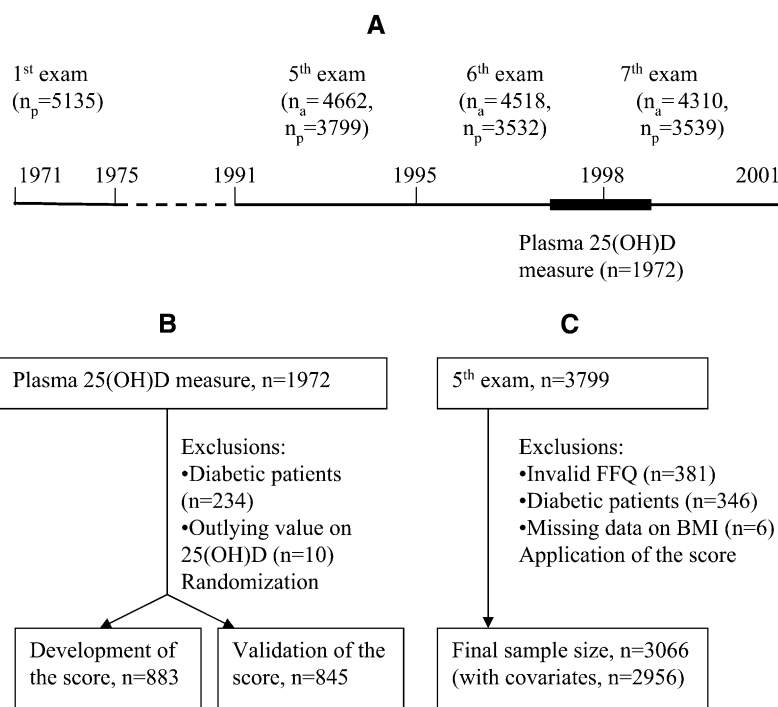 A
1st exam
(np=5135)
5th exam
(na= 4662,
np=3799)
6th exam
(na= 4518,
np=3532)
7th exam
(na= 4310,
np=3539)
1971 1975 1991 1995 1998 2001
Plasma 25(OH)D
measure (n=1972)
B
Plasma 25(OH)D measure, n=1972
Exclusions:
•Diabetic patients
(n=234)
•Outlying value on
25(OH)D (n=10)
Randomization
Development of
the score, n=883
Validation of the
score, n=845
C
5th exam, n=3799
Exclusions:
•Invalid FFQ (n=381)
•Diabetic patients (n=346)
•Missing data on BMI (n=6)
Application of the score
Final sample size, n=3066
(with covariates, n=2956)